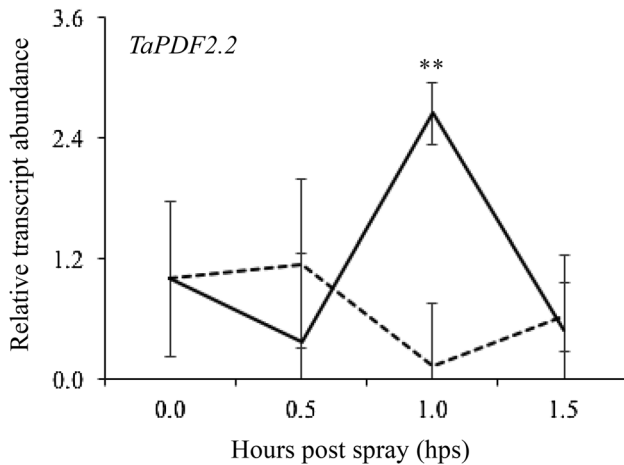 3.6
TaPDF2.2
**
2.4
1.2
0.0
Relative transcript abundance
0.0 0.5 1.0 1.5
Hours post spray (hps)